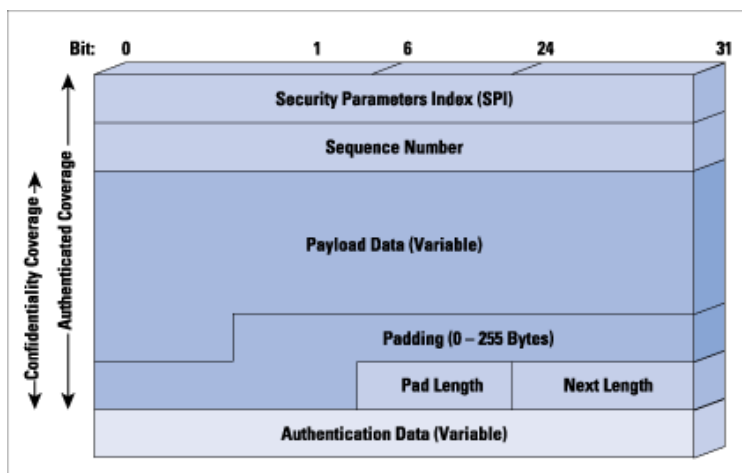 Bit: 0 1 6 24 31
Security Parameters Index (SPI)
Sequence Number
Payload Data (Variable)
Padding (0 – 255 Bytes)
Pad Length Next Length
Authentication Data (Variable)
Confidentiality Coverage
Authenticated Coverage